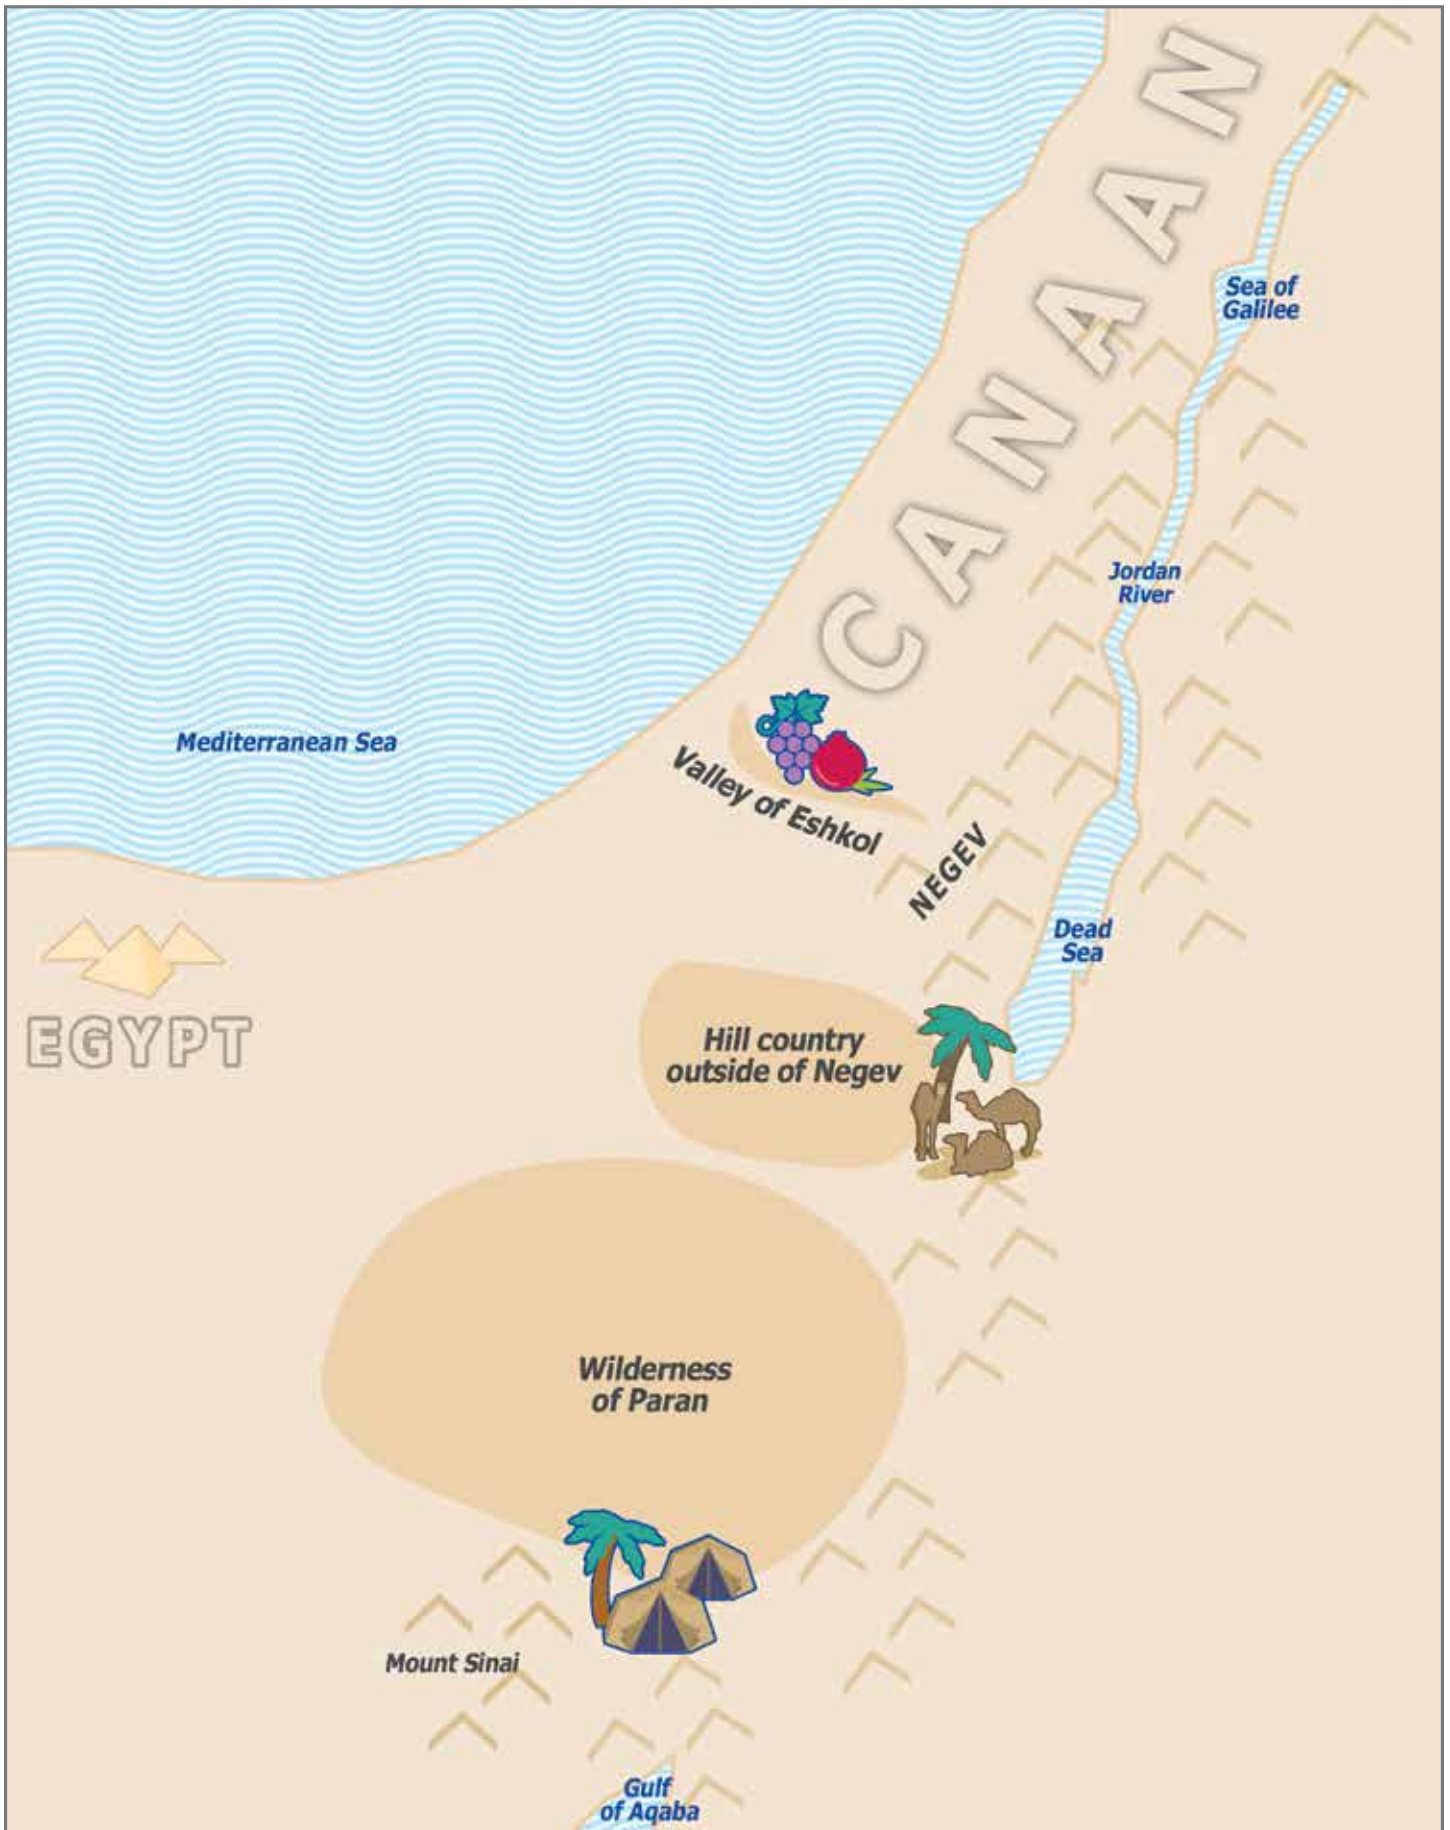 CANAAN
Sea of
Galilee
Jordan
River
Mediterranean Sea
Valley of Eshkol
NEGEV
Dead
Sea
EGYPT
Hill country
outside of Negev
Wilderness
of Paran
Mount Sinai
Gulf
of Aqaba